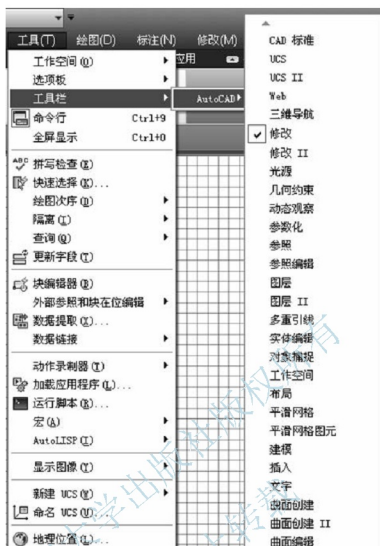 工具(T) 绘图(D) 标注(N) 修改(M)
应用
工作空间(O)
选项板
工具栏
命令行 Ctrl+9
全屏显示 Ctrl+0
拼写检查(E)
快速选择(K)...
绘图次序(D)
隔离(I)
查询(Q)
更新字段(T)
块编辑器(B)
外部参照和块在位编辑
数据提取(X)...
数据链接
动作录制器(T)
加载应用程序(L)...
运行脚本(R)...
宏(A)
AutoLISP(I)
显示图像(Y)
新建 UCS(W)
命名 UCS(U)...
地理位置(L)...
AutoCAD
CAD 标准
UCS
UCS II
Web
三维导航
修改
修改 II
光源
几何约束
动态观察
参数化
参照
参照编辑
图层
图层 II
多重引线
实体编辑
对象捕捉
工作空间
布局
平滑网格
平滑网格图元
建模
插入
文字
曲面创建
曲面创建 II
曲面编辑